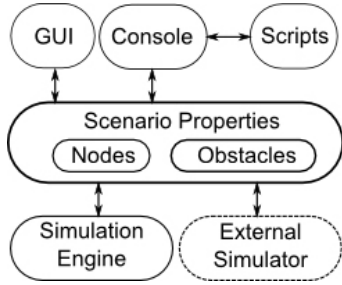 GUI
Console
Scripts
Scenario Properties
Nodes
Obstacles
Simulation
Engine
External
Simulator